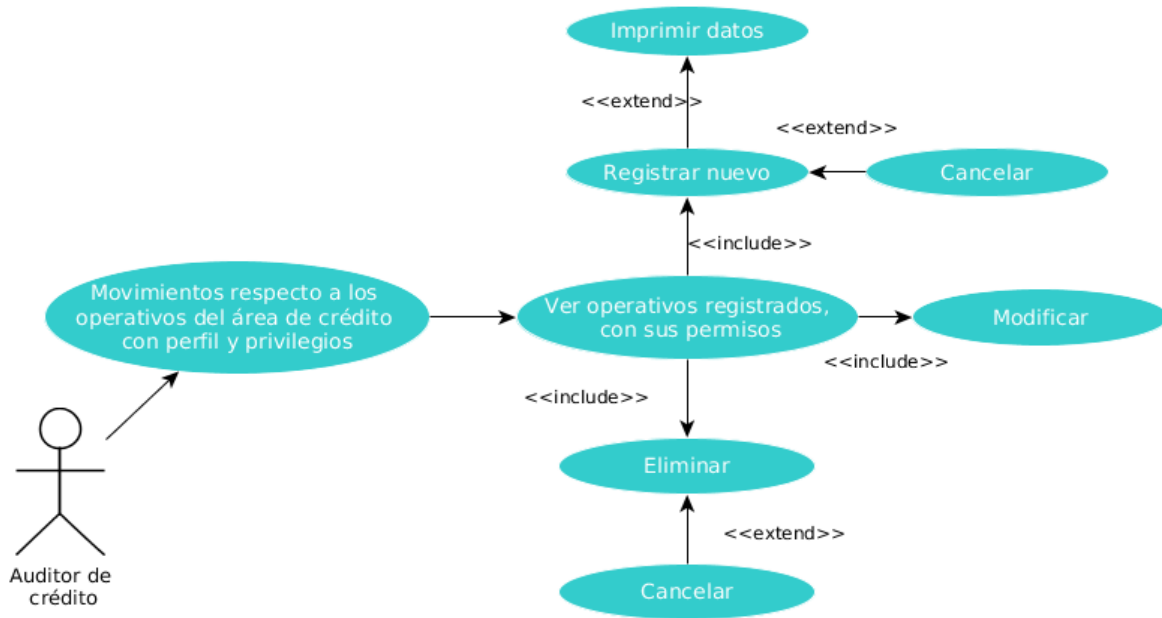 Imprimir datos
<<extend>>
<<extend>>
Registrar nuevo
Cancelar
<<include>>
Movimientos respecto a los
operativos del área de crédito
con perfil y privilegios
Ver operativos registrados,
con sus permisos
Modificar
<<include>>
<<include>>
Eliminar
<<extend>>
Cancelar
Auditor de
crédito